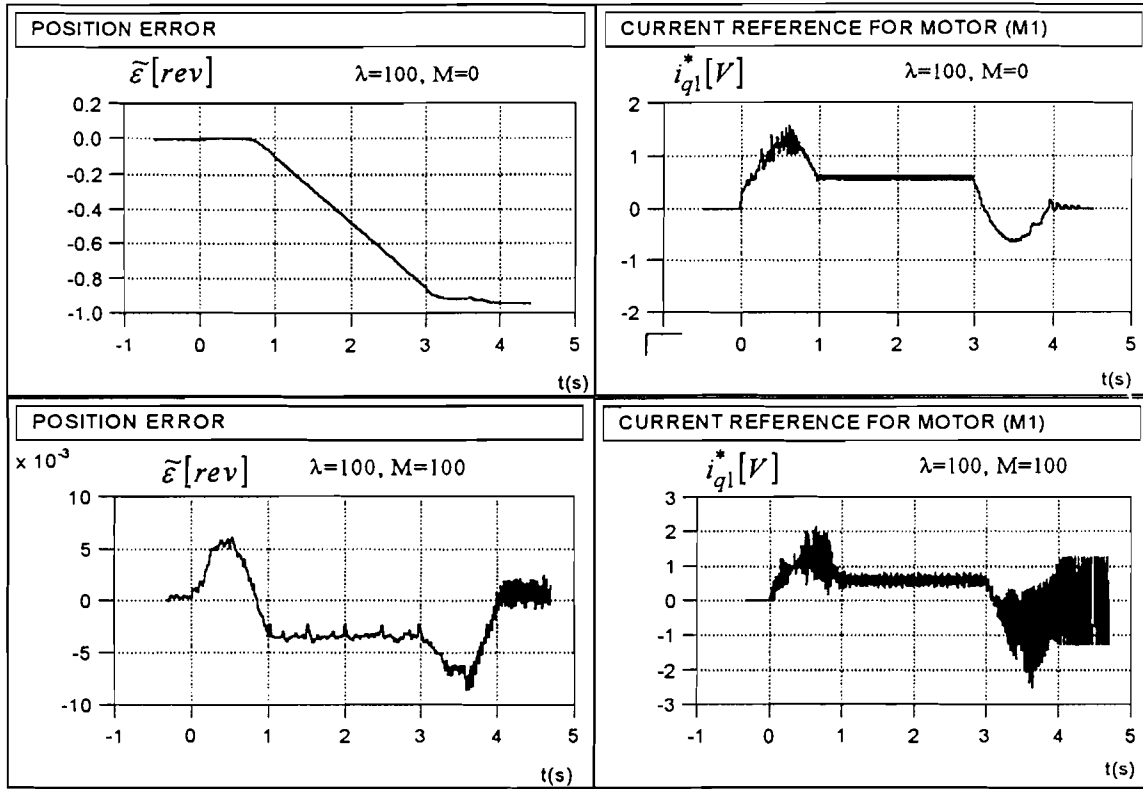 POSITION ERROR
ε̃ [rev] λ=100, M=0
0.2
0.0
-0.2
-0.4
-0.6
-0.8
-1.0
-1 0 1 2 3 4 5
t(s)
CURRENT REFERENCE FOR MOTOR (M1)
i*q1 [V] λ=100, M=0
2
1
0
-1
-2
0 1 2 3 4 5
t(s)
POSITION ERROR
x 10-3
ε̃ [rev] λ=100, M=100
10
5
0
-5
-10
-1 0 1 2 3 4 5
t(s)
CURRENT REFERENCE FOR MOTOR (M1)
i*q1 [V] λ=100, M=100
3
2
1
0
-1
-2
-3
-1 0 1 2 3 4 5
t(s)